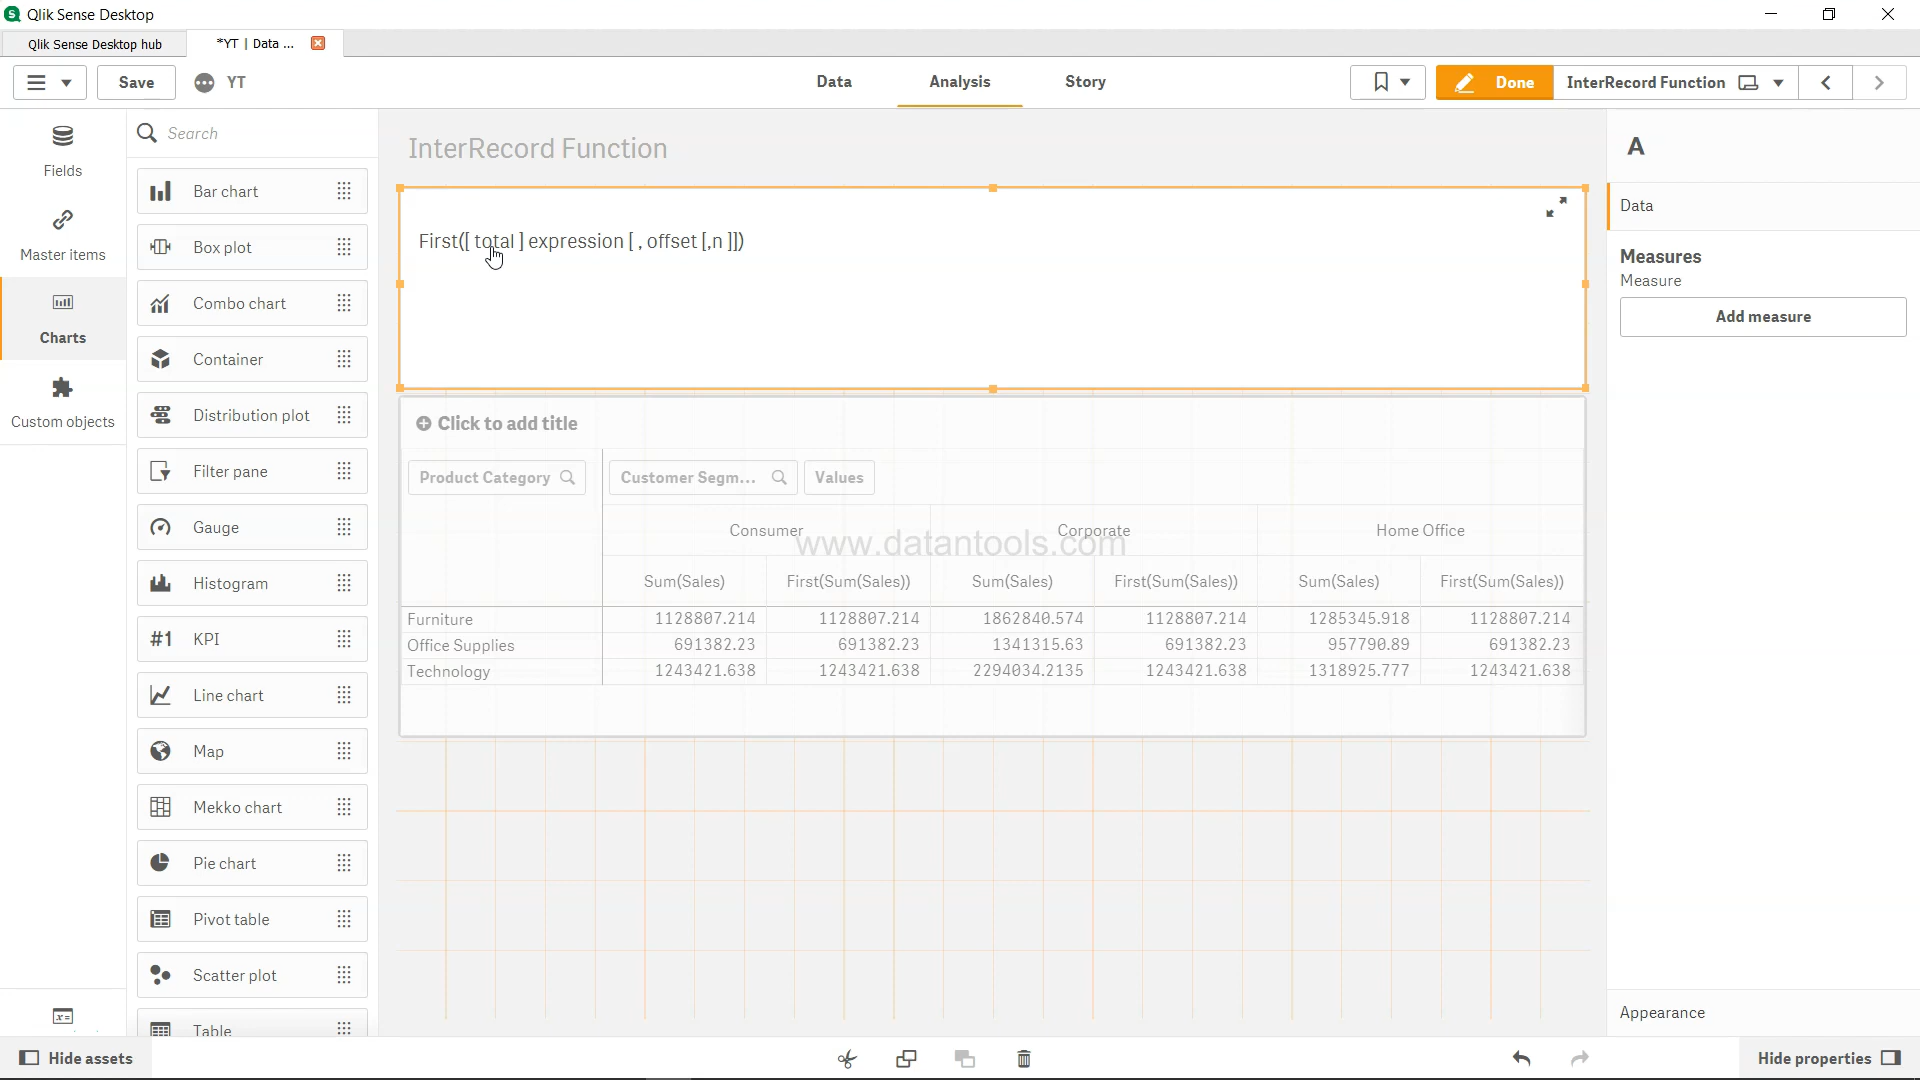 Qlik Sense Desktop
Qlik Sense Desktop hub
*YT | Data ...
Save
YT
Data
Analysis
Story
Done
InterRecord Function
Fields
Master items
Charts
Custom objects
Search
Bar chart
Box plot
Combo chart
Container
Distribution plot
Filter pane
Gauge
Histogram
#1 KPI
Line chart
Map
Mekko chart
Pie chart
Pivot table
Scatter plot
Table
InterRecord Function
First([ total ] expression [ , offset [,n ]])
Click to add title
Product Category
Customer Segm...
Values
Consumer
Corporate
Home Office
www.datantools.com
Sum(Sales) First(Sum(Sales)) Sum(Sales) First(Sum(Sales)) Sum(Sales) First(Sum(Sales))
Furniture 1128807.214 1128807.214 1862840.574 1128807.214 1285345.918 1128807.214
Office Supplies 691382.23 691382.23 1341315.63 691382.23 957790.89 691382.23
Technology 1243421.638 1243421.638 2294034.2135 1243421.638 1318925.777 1243421.638
A
Data
Measures
Measure
Add measure
Appearance
Hide assets
Hide properties